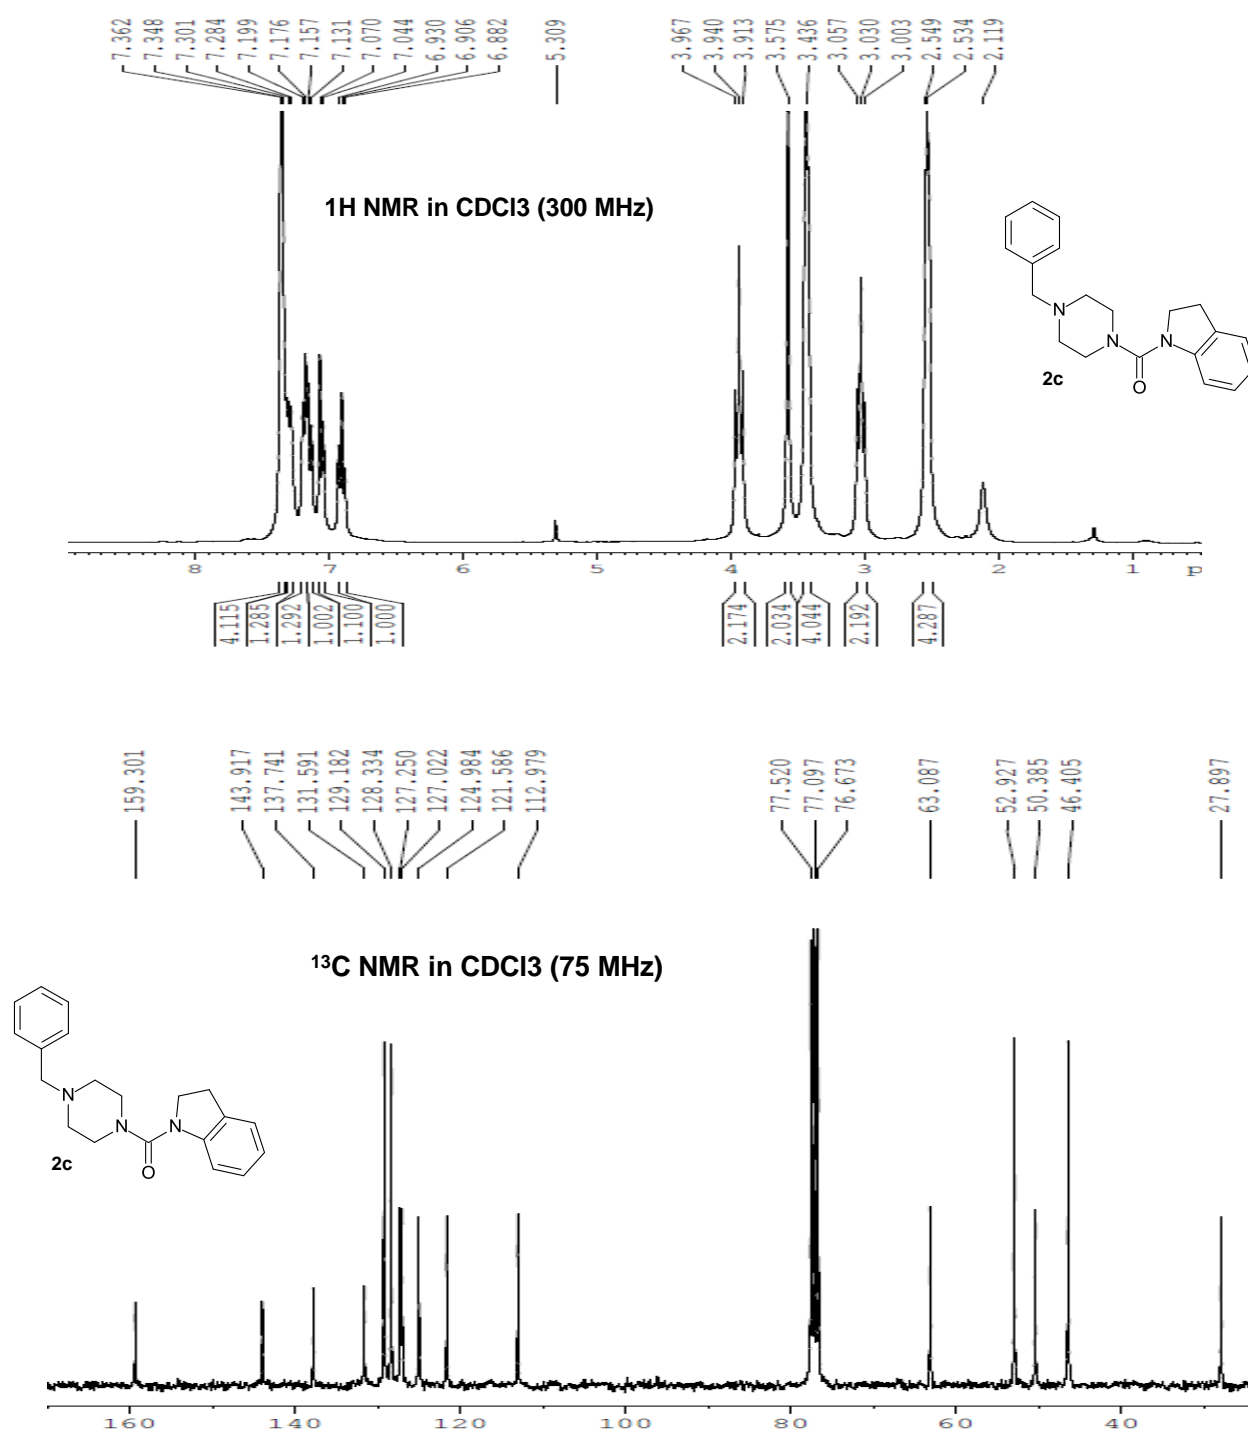 7.362 7.348 7.301 7.284 7.199 7.176 7.157 7.131 7.070 7.044 6.930 6.906 6.882 5.309 3.967 3.940 3.913 3.575 3.436 3.057 3.030 3.003 2.549 2.534 2.119
1H NMR in CDCl3 (300 MHz)
N
N
N
O
2c
8 7 6 5 4 3 2 1 p
4.115 1.285 1.292 1.002 1.100 1.000 2.174 2.034 4.044 2.192 4.287
159.301 143.917 137.741 131.591 129.182 128.334 127.250 127.022 124.984 121.586 112.979 77.520 77.097 76.673 63.087 52.927 50.385 46.405 27.897
13C NMR in CDCl3 (75 MHz)
N
N
N
O
2c
160 140 120 100 80 60 40